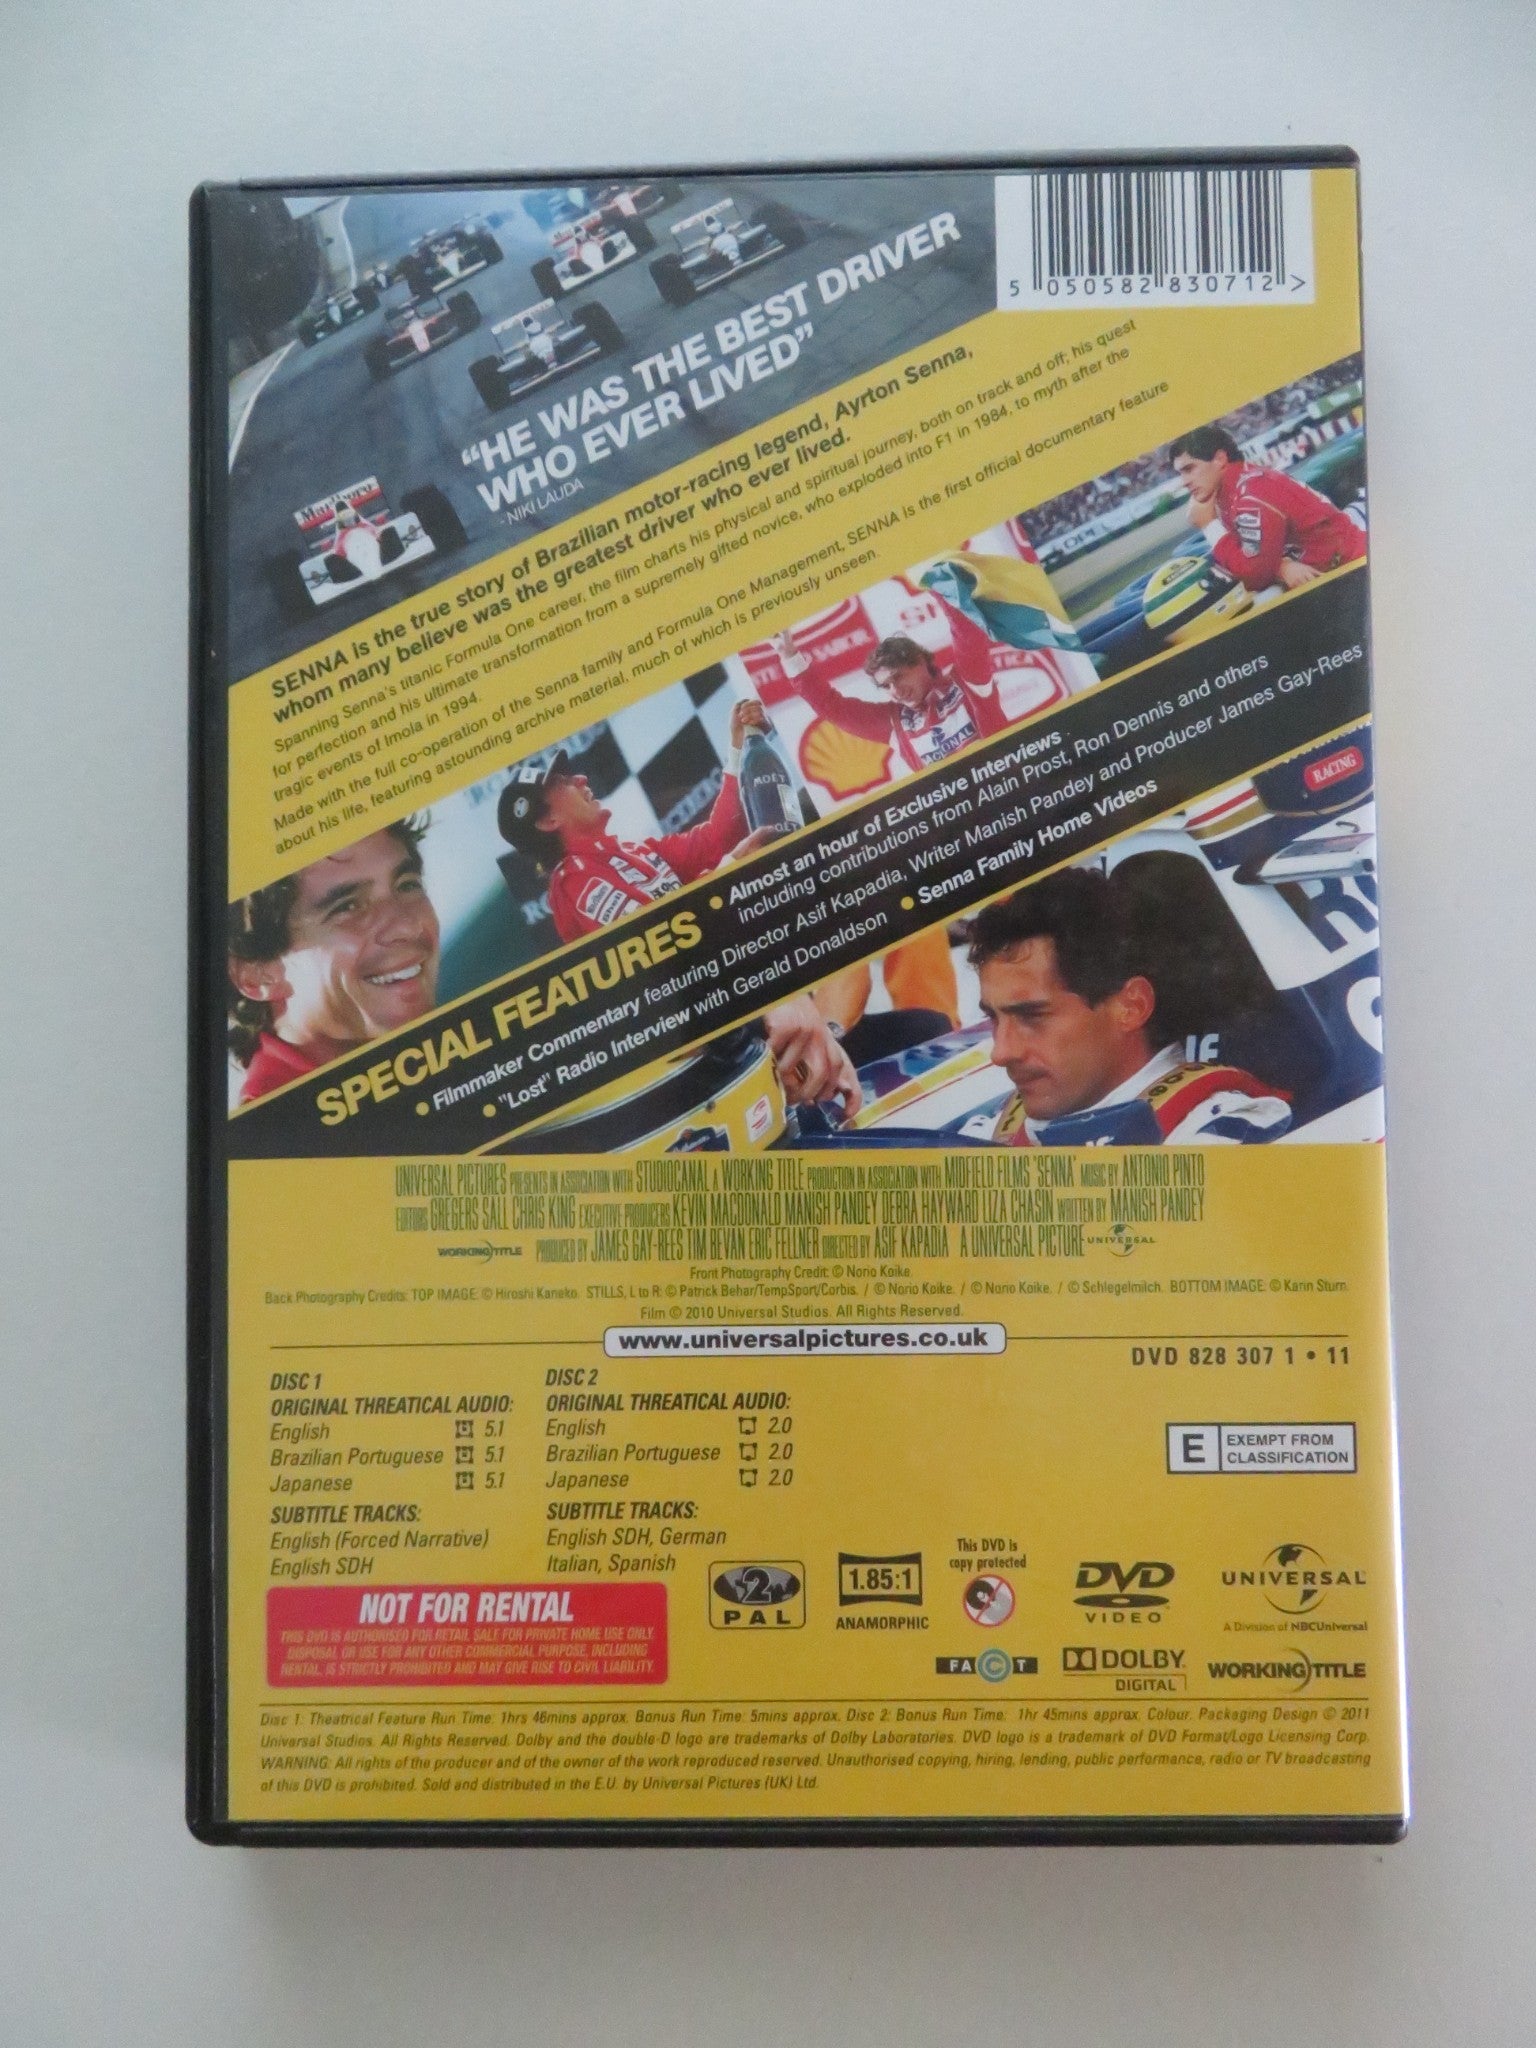 5 050582 830712 >
"HE WAS THE BEST DRIVER
WHO EVER LIVED"
- NIKI LAUDA
Marlboro
SENNA is the true story of Brazilian motor-racing legend, Ayrton Senna,
whom many believe was the greatest driver who ever lived.
Spanning Senna's titanic Formula One career, the film charts his physical and spiritual journey, both on track and off; his quest
for perfection and his ultimate transformation from a supremely gifted novice, who exploded into F1 in 1984, to myth after the
tragic events of Imola in 1994.
Made with the full co-operation of the Senna family and Formula One Management, SENNA is the first official documentary feature
about his life, featuring astounding archive material, much of which is previously unseen.
MOËT
RACING
SPECIAL FEATURES
• Almost an hour of Exclusive Interviews
including contributions from Alain Prost, Ron Dennis and others
• Filmmaker Commentary featuring Director Asif Kapadia, Writer Manish Pandey and Producer James Gay-Rees
• "Lost" Radio Interview with Gerald Donaldson • Senna Family Home Videos
UNIVERSAL PICTURES PRESENTS IN ASSOCIATION WITH STUDIOCANAL A WORKING TITLE PRODUCTION IN ASSOCIATION WITH MIDFIELD FILMS 'SENNA' MUSIC BY ANTONIO PINTO
EDITORS GREGERS SALL CHRIS KING EXECUTIVE PRODUCERS KEVIN MACDONALD MANISH PANDEY DEBRA HAYWARD LIZA CHASIN WRITTEN BY MANISH PANDEY
WORKING TITLE PRODUCED BY JAMES GAY-REES TIM BEVAN ERIC FELLNER DIRECTED BY ASIF KAPADIA A UNIVERSAL PICTURE UNIVERSAL
Front Photography Credit: © Norio Koike.
Back Photography Credits: TOP IMAGE: © Hiroshi Kaneko. STILLS, L to R: © Patrick Behar/TempSport/Corbis. / © Norio Koike. / © Norio Koike. / © Schlegelmilch. BOTTOM IMAGE: © Karin Sturm.
Film © 2010 Universal Studios. All Rights Reserved.
www.universalpictures.co.uk
DVD 828 307 1 • 11
DISC 1
ORIGINAL THREATICAL AUDIO:
English 5.1
Brazilian Portuguese 5.1
Japanese 5.1
SUBTITLE TRACKS:
English (Forced Narrative)
English SDH
DISC 2
ORIGINAL THREATICAL AUDIO:
English 2.0
Brazilian Portuguese 2.0
Japanese 2.0
SUBTITLE TRACKS:
English SDH, German
Italian, Spanish
E EXEMPT FROM
CLASSIFICATION
NOT FOR RENTAL
THIS DVD IS AUTHORISED FOR RETAIL SALE FOR PRIVATE HOME USE ONLY.
DISPOSAL OR USE FOR ANY OTHER COMMERCIAL PURPOSE, INCLUDING
RENTAL, IS STRICTLY PROHIBITED AND MAY GIVE RISE TO CIVIL LIABILITY.
2
PAL
1.85:1
ANAMORPHIC
This DVD is
copy protected
DVD
VIDEO
UNIVERSAL
A Division of NBCUniversal
FACT
DOLBY
DIGITAL
WORKING TITLE
Disc 1: Theatrical Feature Run Time: 1hrs 46mins approx. Bonus Run Time: 5mins approx. Disc 2: Bonus Run Time: 1hr 45mins approx. Colour. Packaging Design © 2011
Universal Studios. All Rights Reserved. Dolby and the double-D logo are trademarks of Dolby Laboratories. DVD logo is a trademark of DVD Format/Logo Licensing Corp.
WARNING: All rights of the producer and of the owner of the work reproduced reserved. Unauthorised copying, hiring, lending, public performance, radio or TV broadcasting
of this DVD is prohibited. Sold and distributed in the E.U. by Universal Pictures (UK) Ltd.